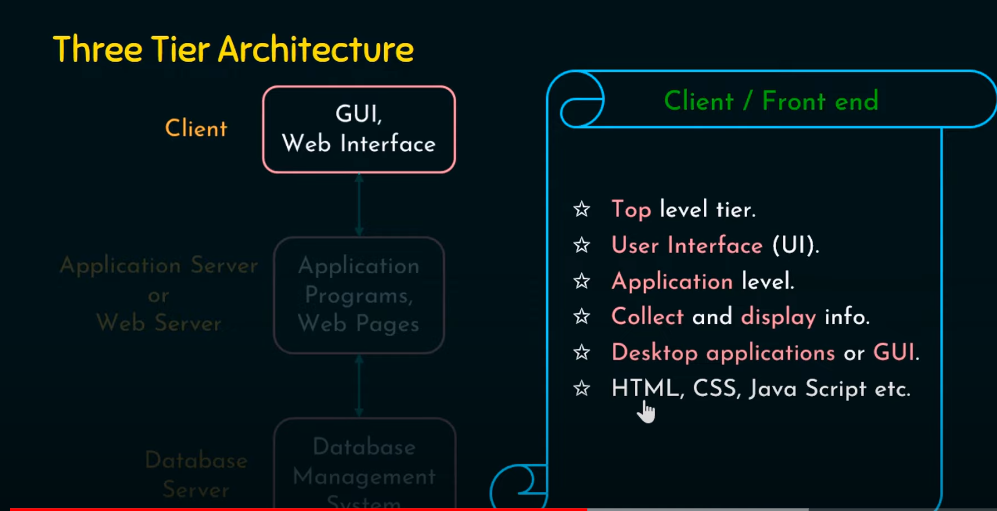 Three Tier Architecture
Client
GUI,
Web Interface
Application Server
or
Web Server
Application
Programs,
Web Pages
Database
Server
Database
Management
System
Client / Front end
☆ Top level tier.
☆ User Interface (UI).
☆ Application level.
☆ Collect and display info.
☆ Desktop applications or GUI.
☆ HTML, CSS, Java Script etc.